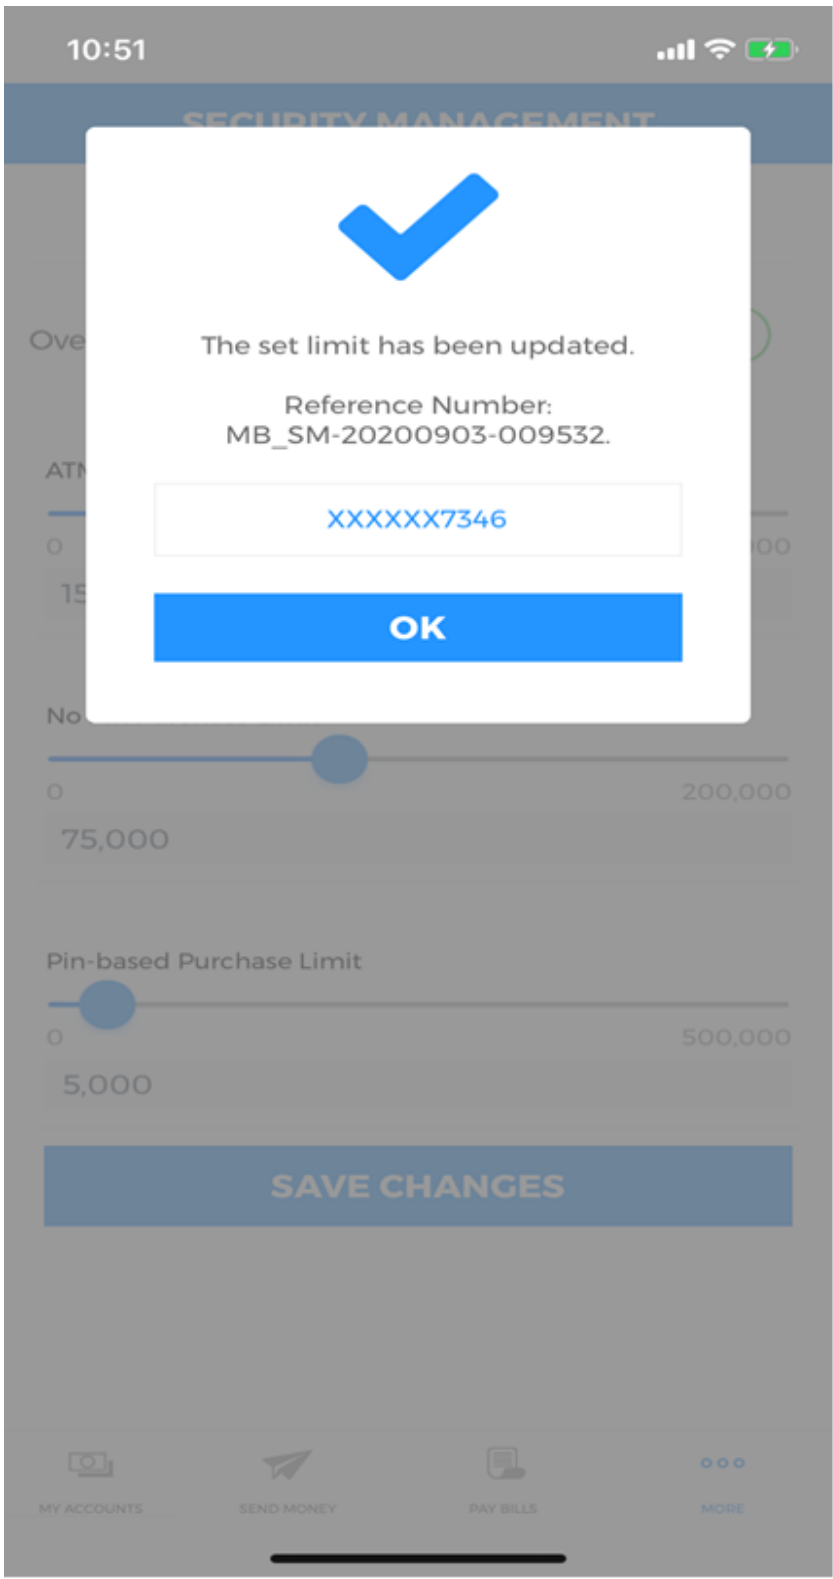 10:51
SECURITY MANAGEMENT
The set limit has been updated.
Reference Number:
MB_SM-20200903-009532.
XXXXXX7346
OK
0
0
200,000
75,000
Pin-based Purchase Limit
0
500,000
5,000
SAVE CHANGES
MY ACCOUNTS
SEND MONEY
PAY BILLS
MORE